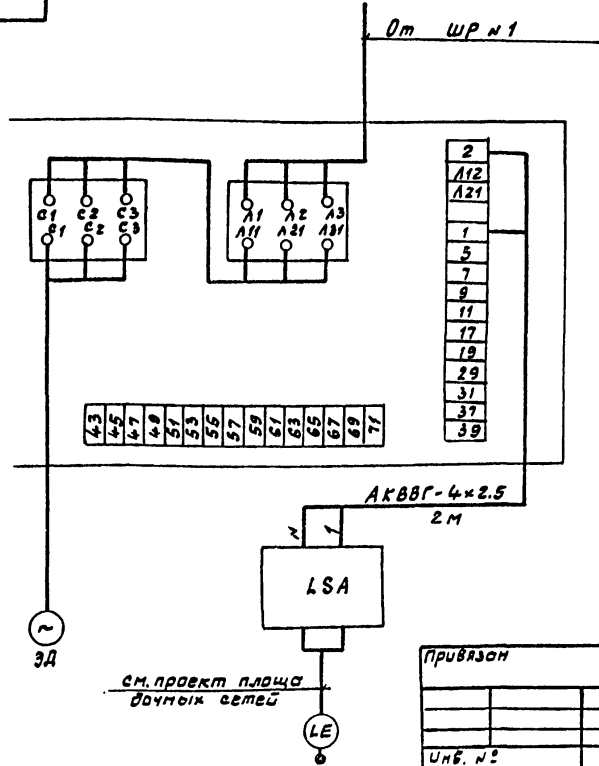 От ШР N1
С1 С2 С3
С1 С2 С3
Л1 Л2 Л3
Л11 Л21 Л31
2
Л12
Л21
1
5
7
9
11
17
19
29
31
37
39
43 45 47 49 51 53 55 57 59 61 63 65 67 69 71
АКВВГ-4×2.5
2м
N 1
LSA
~
ЭД
см. проект площа
дочных сетей
LE
Привязан
Инв. №